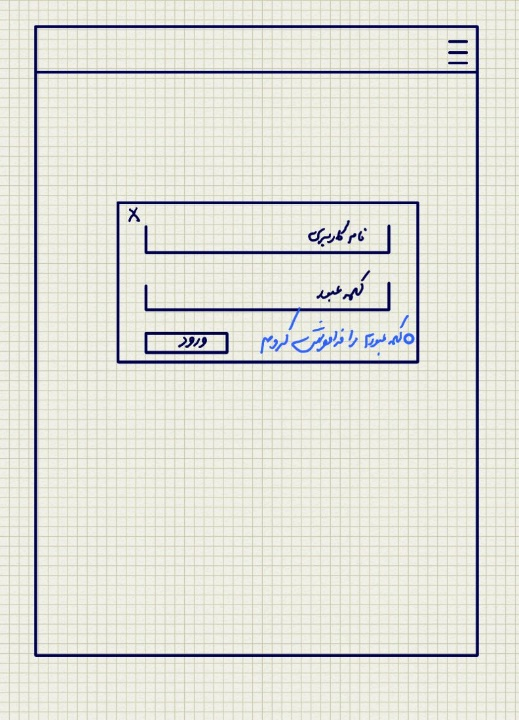 X
نام کاربری
کلمه عبور
کلمه عبورم را فراموش کردم
ورود